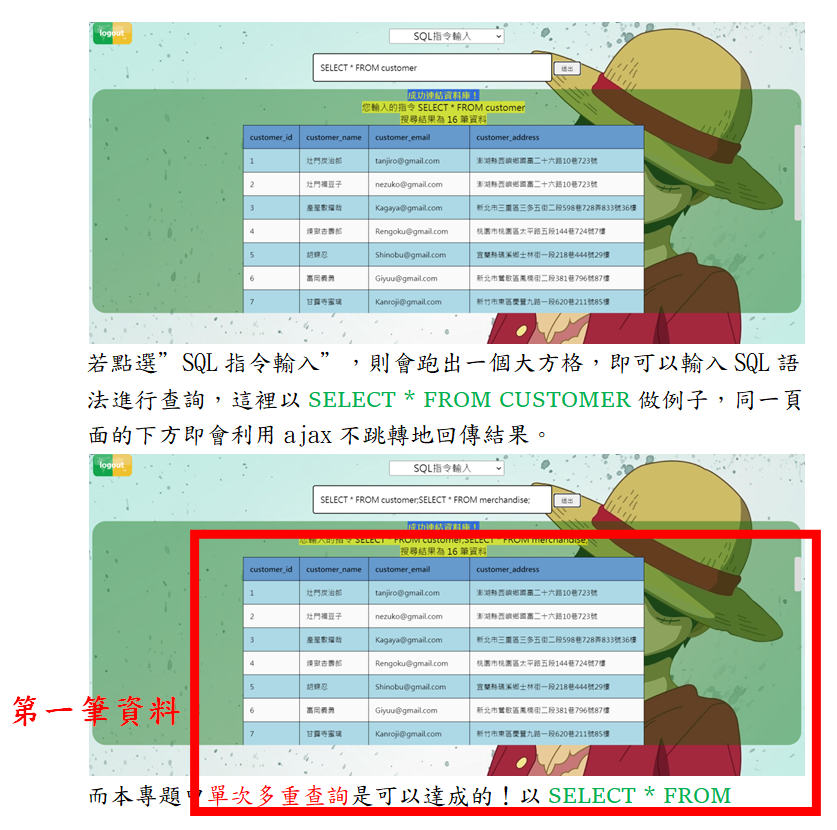 logout
SQL指令輸入
SELECT * FROM customer
送出
成功連結資料庫！
您輸入的指令 SELECT * FROM customer
搜尋結果為 16 筆資料
customer_id customer_name customer_email customer_address
1 灶門炭治郎 tanjiro@gmail.com 澎湖縣西嶼鄉國嘉二十六路10巷723號
2 灶門禰豆子 nezuko@gmail.com 澎湖縣西嶼鄉國嘉二十六路10巷723號
3 產屋敷耀哉 Kagaya@gmail.com 新北市三重區三多五街二段598巷728弄833號36樓
4 煉獄杏壽郎 Rengoku@gmail.com 桃園市桃園區太平路五段144巷724號7樓
5 胡蝶忍 Shinobu@gmail.com 宜蘭縣礁溪鄉士林街一段218巷444號29樓
6 富岡義勇 Giyuu@gmail.com 新北市鶯歌區鳳鳴街二段381巷796號87樓
7 甘露寺蜜璃 Kanroji@gmail.com 新竹市東區慶豐九路一段620巷211號85樓
若點選”SQL 指令輸入”，則會跑出一個大方格，即可以輸入 SQL 語
法進行查詢，這裡以 SELECT * FROM CUSTOMER 做例子，同一頁
面的下方即會利用 ajax 不跳轉地回傳結果。
logout
SQL指令輸入
SELECT * FROM customer;SELECT * FROM merchandise;
送出
成功連結資料庫！
您輸入的指令 SELECT * FROM customer;SELECT * FROM merchandise;
搜尋結果為 16 筆資料
customer_id customer_name customer_email customer_address
1 灶門炭治郎 tanjiro@gmail.com 澎湖縣西嶼鄉國嘉二十六路10巷723號
2 灶門禰豆子 nezuko@gmail.com 澎湖縣西嶼鄉國嘉二十六路10巷723號
3 產屋敷耀哉 Kagaya@gmail.com 新北市三重區三多五街二段598巷728弄833號36樓
4 煉獄杏壽郎 Rengoku@gmail.com 桃園市桃園區太平路五段144巷724號7樓
5 胡蝶忍 Shinobu@gmail.com 宜蘭縣礁溪鄉士林街一段218巷444號29樓
6 富岡義勇 Giyuu@gmail.com 新北市鶯歌區鳳鳴街二段381巷796號87樓
第一筆資料
7 甘露寺蜜璃 Kanroji@gmail.com 新竹市東區慶豐九路一段620巷211號85樓
而本專題中單次多重查詢是可以達成的！以 SELECT * FROM